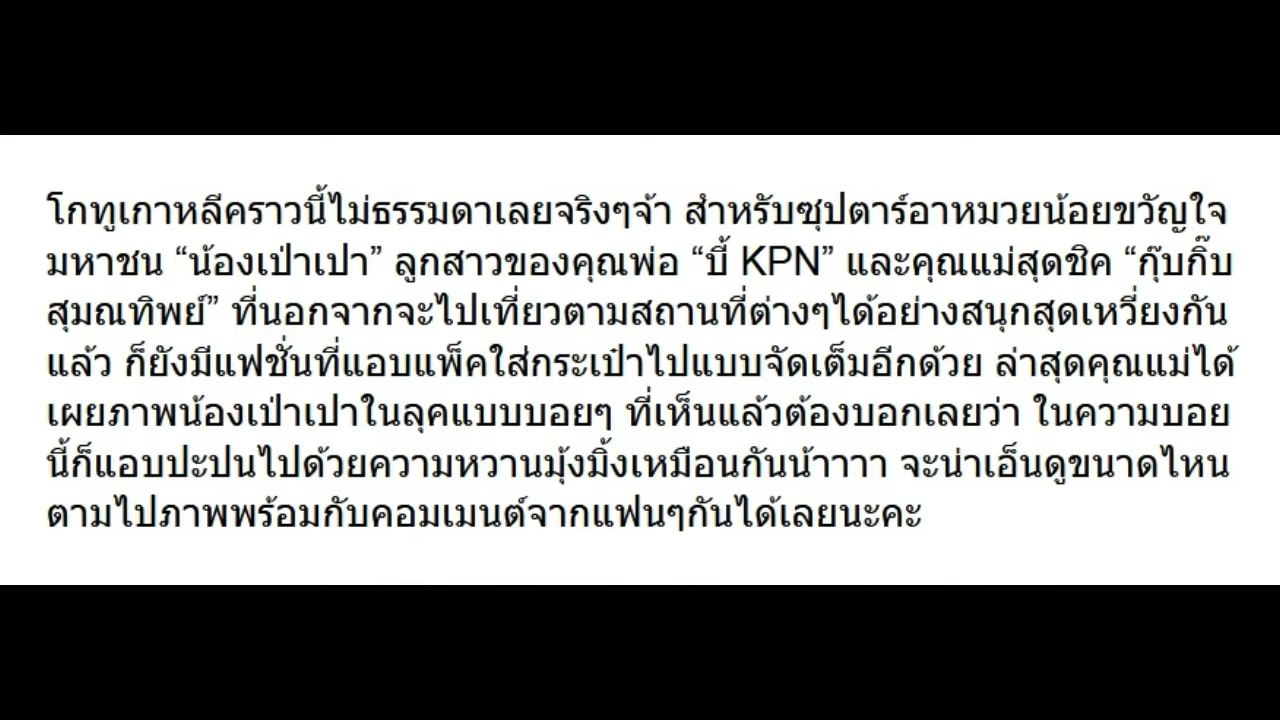 โกทูเกาหลีคราวนี้ไม่ธรรมดาเลยจริงๆจ้า สำหรับซุปตาร์อาหมวยน้อยขวัญใจ
มหาชน “น้องเป่าเปา” ลูกสาวของคุณพ่อ “บี้ KPN” และคุณแม่สุดชิค “กุ๊บกิ๊บ
สุมณทิพย์” ที่นอกจากจะไปเที่ยวตามสถานที่ต่างๆได้อย่างสนุกสุดเหวี่ยงกัน
แล้ว ก็ยังมีแฟชั่นที่แอบแพ็คใส่กระเป๋าไปแบบจัดเต็มอีกด้วย ล่าสุดคุณแม่ได้
เผยภาพน้องเป่าเปาในลุคแบบบอยๆ ที่เห็นแล้วต้องบอกเลยว่า ในความบอย
นี้ก็แอบปะปนไปด้วยความหวานมุ้งมิ้งเหมือนกันน้าาาา จะน่าเอ็นดูขนาดไหน
ตามไปภาพพร้อมกับคอมเมนต์จากแฟนๆกันได้เลยนะคะ